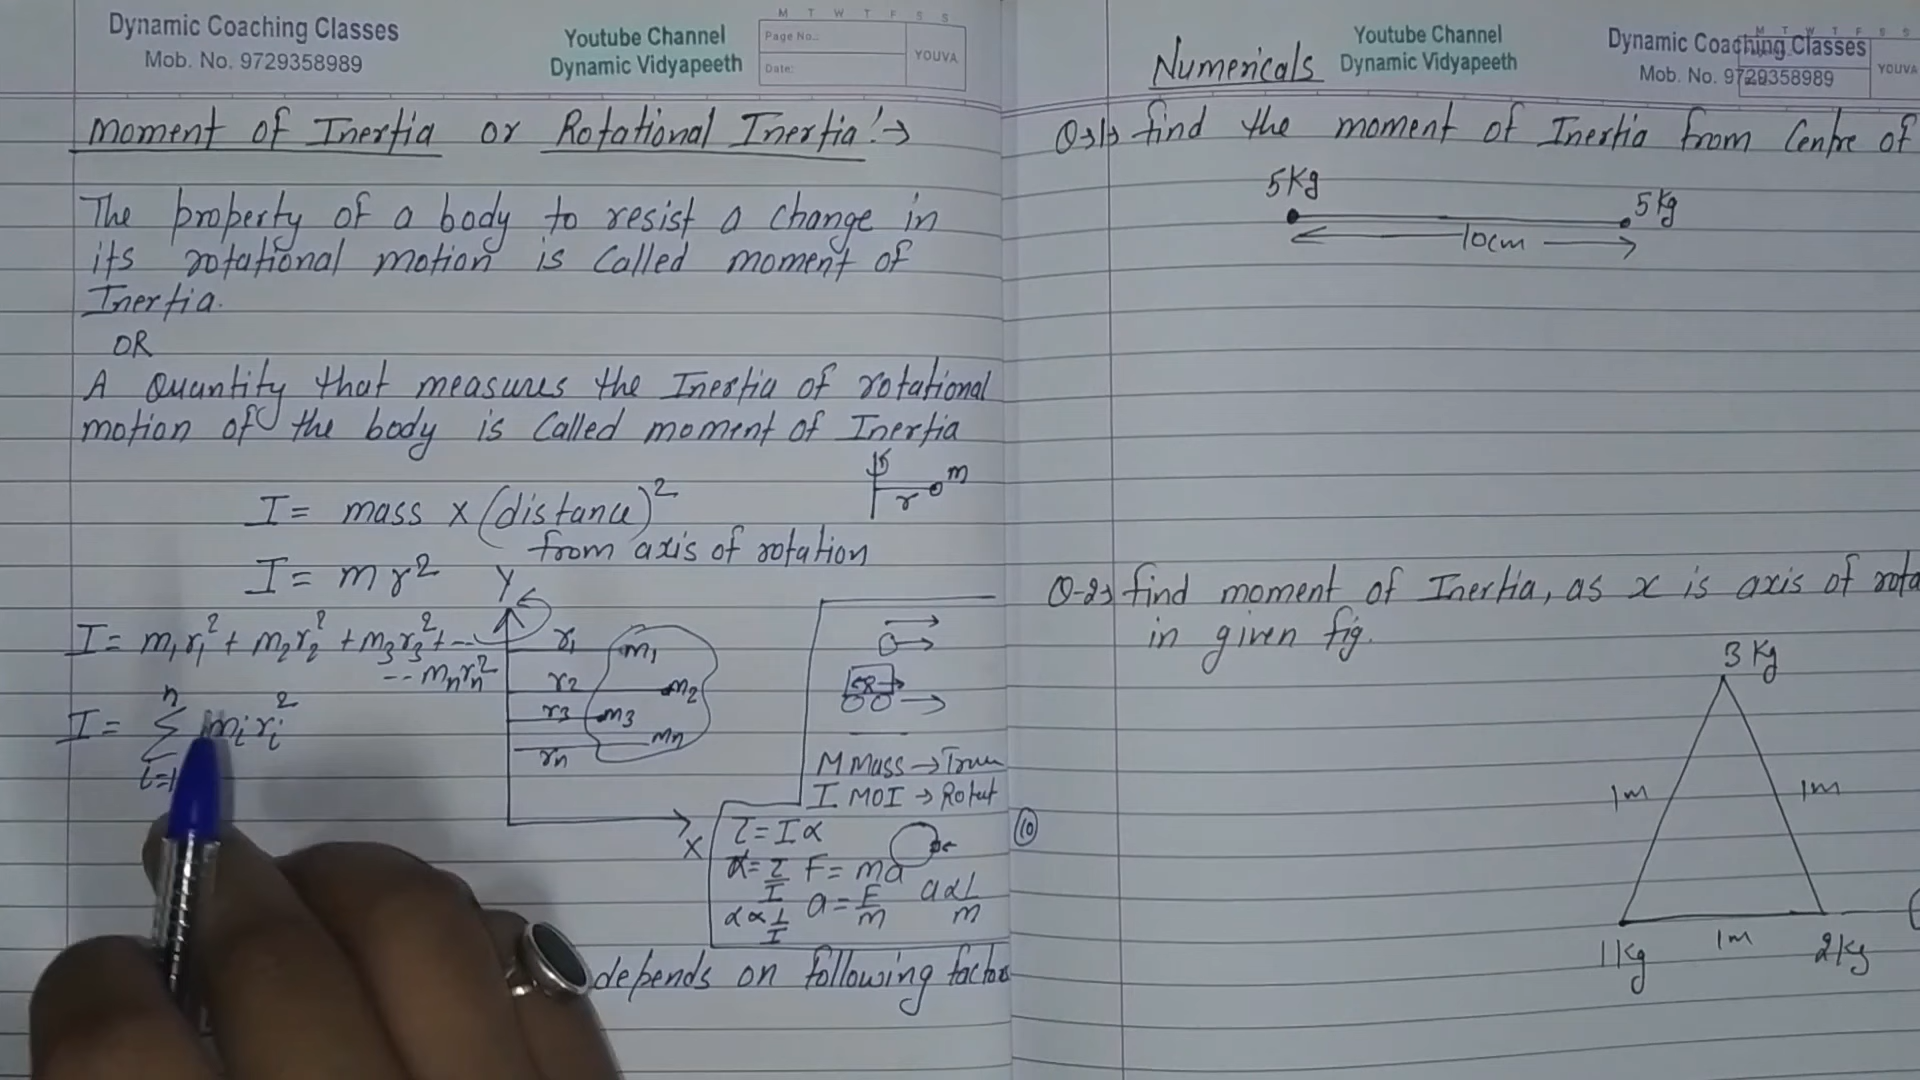 Dynamic Coaching Classes
Mob. No. 9729358989
Youtube Channel
Dynamic Vidyapeeth
M T W T F S S
Page No.:
Date:
YOUVA
Moment of Inertia or Rotational Inertia:→
The property of a body to resist a change in
its rotational motion is called moment of
Inertia.
OR
A Quantity that measures the Inertia of rotational
motion of the body is called moment of Inertia
I = mass x (distance)²
from axis of rotation
m
r
I = mr²
I = m₁r₁² + m₂r₂² + m₃r₃² + --
-- mₙrₙ²
n
I = Σ mᵢrᵢ²
i=1
Y
r₁ m₁
r₂ m₂
r₃ m₃
rₙ mₙ
X
M Mass →
I MOI →
τ = Iα
α = τ/I F = ma
α ∝ 1/I a = F/m a ∝ 1/m
depends on following factors
Numericals
Youtube Channel
Dynamic Vidyapeeth
Dynamic Coaching Classes
Mob. No. 9729358989
YOUVA
Q→1→ find the moment of Inertia from Centre of
5Kg
5Kg
10cm
Q-2→ find moment of Inertia, as x is axis of rota
in given fig.
3 Kg
1m
1m
10
1Kg
1m
2Kg